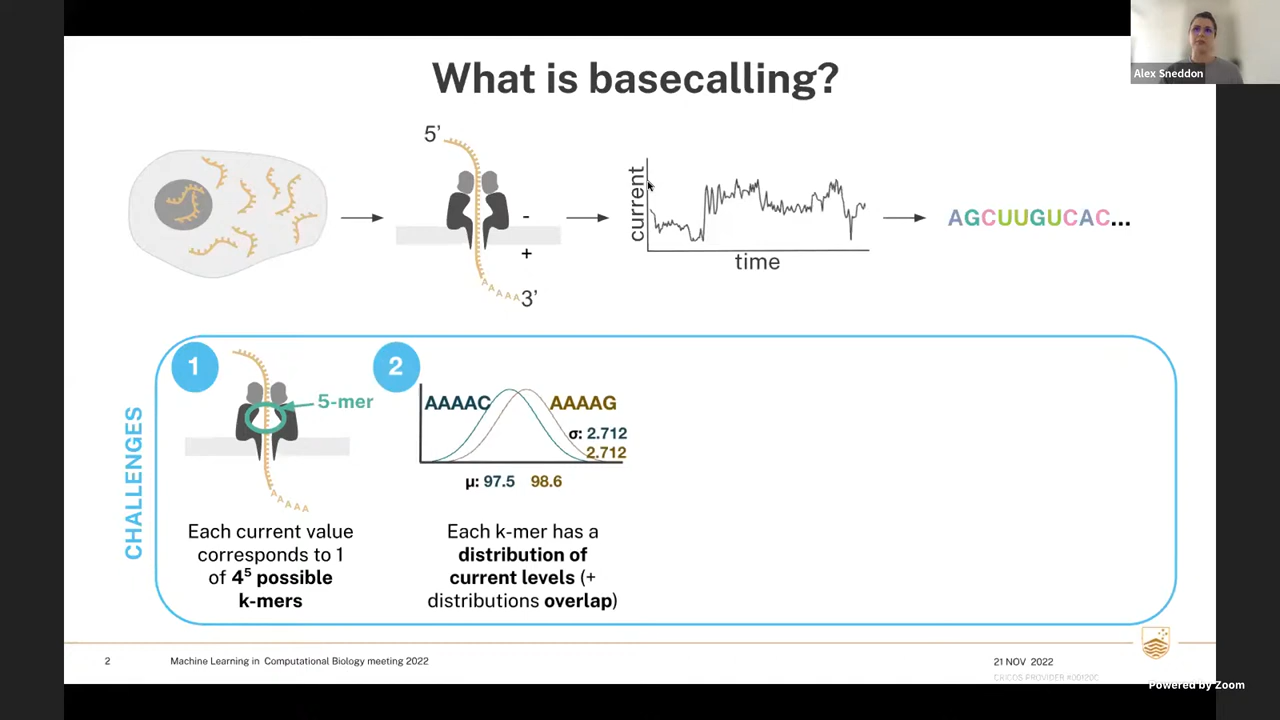 Alex Sneddon
What is basecalling?
5’
-
+
A A A A A 3’
current
time
AGCUUGUCAC...
CHALLENGES
1
5-mer
A A A A A
Each current value
corresponds to 1
of 4⁵ possible
k-mers
2
AAAAC
AAAAG
σ: 2.712
2.712
μ: 97.5 98.6
Each k-mer has a
distribution of
current levels (+
distributions overlap)
2
Machine Learning in Computational Biology meeting 2022
21 NOV 2022
CRICOS PROVIDER #00120C
Powered by Zoom